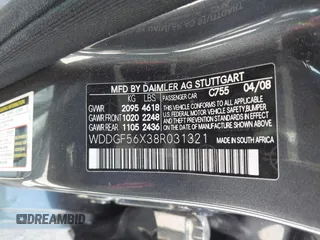 MFD BY DAIMLER AG STUTTGART
KG LBS PASSENGER CAR C755 04/08
GVWR 2095 4618
GAWR FRONT 1020 2248
GAWR REAR 1105 2436
THIS VEHICLE CONFORMS TO ALL APPLICABLE U.S. FEDERAL MOTOR VEHICLE SAFETY, BUMPER, AND THEFT PREVENTION STANDARDS IN EFFECT ON THE DATE OF MANUFACTURE SHOWN ABOVE.
WDDGF56X38R031321 MADE IN SOUTH AFRICA
DREAMBID